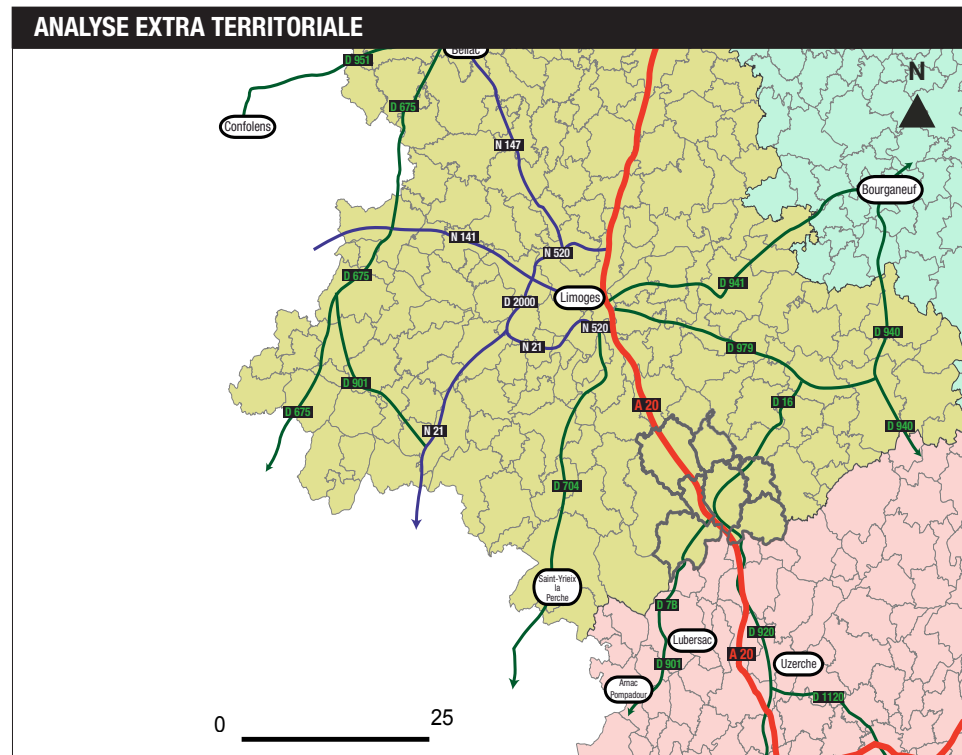 ANALYSE EXTRA TERRITORIALE
Bellac
D 951
N
D 675
Confolens
N 147
Bourganeuf
N 141
N 520
D 675
D 941
Limoges
D 2000
N 520
D 940
N 21
D 979
D 901
D 16
A 20
D 675
N 21
D 940
D 704
Saint-Yrieix
la
Perche
D 78
D 920
Lubersac
A 20
D 901
Uzerche
Arnac
Pompadour
D 1120
0
25